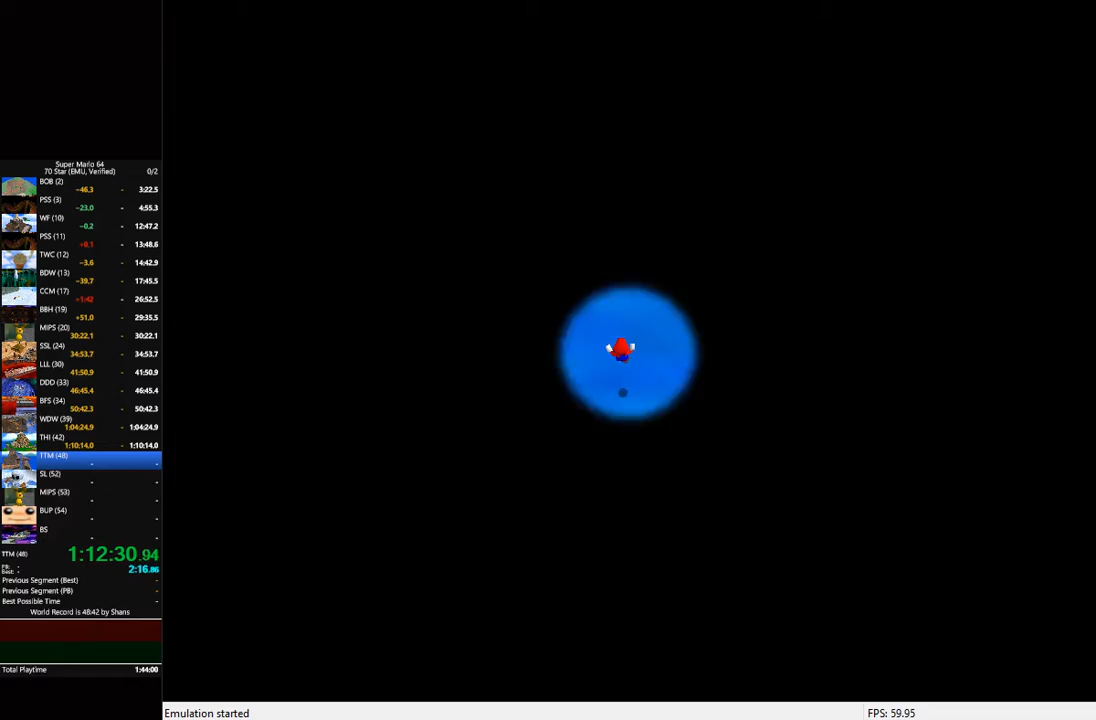 Super Mario 64
70 Star (EMU, Verified) 0/2
BOB (2) −46.3 - 3:22.5
PSS (3) −23.0 - 4:55.3
WF (10) −0.2 - 12:47.2
PSS (11) +0.1 - 13:48.6
TWC (12) −3.6 - 14:42.9
BDW (13) −39.7 - 17:45.5
CCM (17) +1:42 - 26:52.5
BBH (19) +51.0 - 29:35.5
MIPS (20) 30:22.1 - 30:22.1
SSL (24) 34:53.7 - 34:53.7
LLL (30) 41:50.9 - 41:50.9
DDD (33) 46:45.4 - 46:45.4
BFS (34) 50:42.3 - 50:42.3
WDW (39) 1:04:24.9 - 1:04:24.9
THI (42) 1:10:14.0 - 1:10:14.0
TTM (48) - -
SL (52) - -
MIPS (53) - -
BUP (54) - -
BS - -
TTM (48) 1:12:30.94
PB: -
Best: - 2:16.86
Previous Segment (Best) -
Previous Segment (PB) -
Best Possible Time -
World Record is 48:42 by Shans
Total Playtime 1:44:00
Emulation started FPS: 59.95